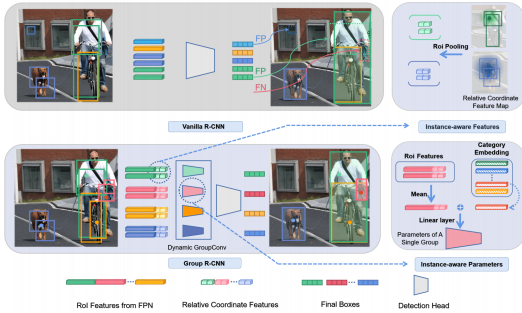 FP
FP
FN
Roi Pooling
Relative Coordinate
Feature Map
Vanilla R-CNN
Instance-aware Features
Roi Features
Category
Embedding
Mean
Linear layer
Parameters of A
Single Group
Dynamic GroupConv
Group R-CNN
Instance-aware Parameters
RoI Features from FPN
Relative Coordinate Features
Final Boxes
Detection Head